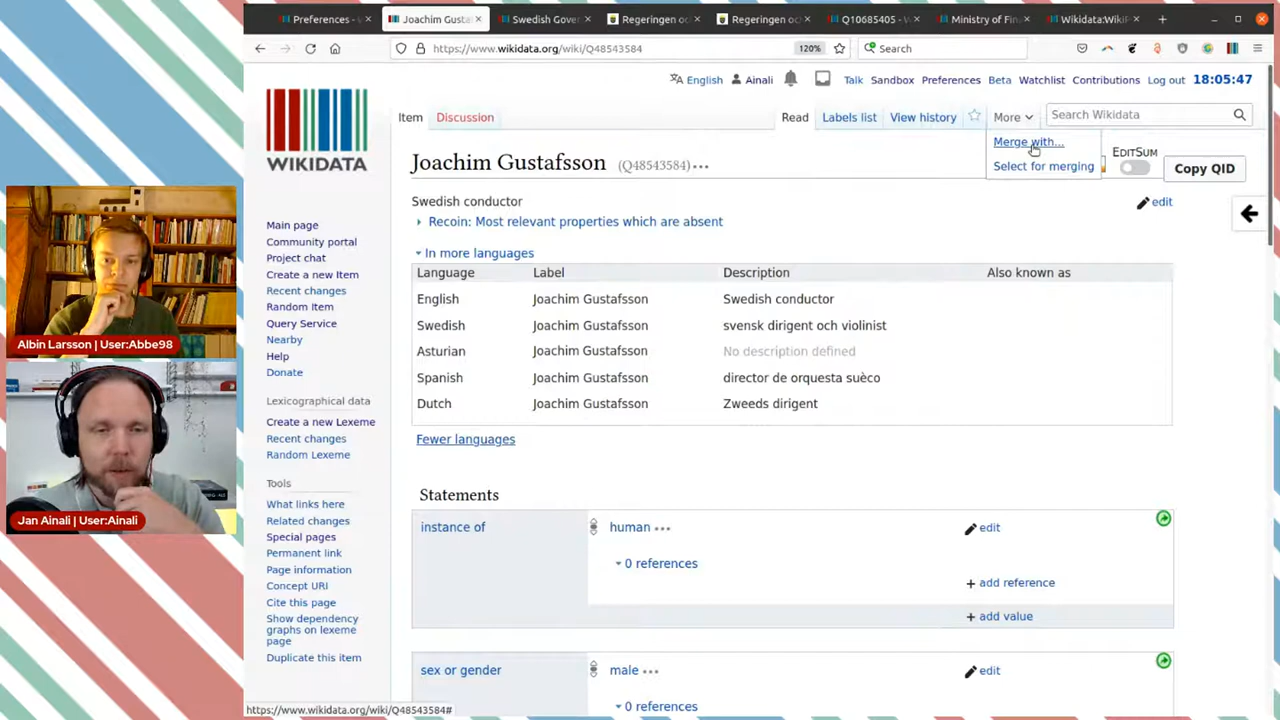 Preferences - W
Joachim Gusta
Swedish Gover
Regeringen oc
Regeringen oc
Q10685405 - W
Ministry of Fina
Wikidata:WikiP
https://www.wikidata.org/wiki/Q48543584
120%
Search
English
Ainali
Talk
Sandbox
Preferences
Beta
Watchlist
Contributions
Log out
18:05:47
WIKIDATA
Item
Discussion
Read
Labels list
View history
More
Search Wikidata
Merge with...
Select for merging
EDITSUM
Copy QID
Joachim Gustafsson (Q48543584)
Swedish conductor
edit
Recoin: Most relevant properties which are absent
In more languages
Language Label Description Also known as
English Joachim Gustafsson Swedish conductor
Swedish Joachim Gustafsson svensk dirigent och violinist
Asturian Joachim Gustafsson No description defined
Spanish Joachim Gustafsson director de orquesta suèco
Dutch Joachim Gustafsson Zweeds dirigent
Fewer languages
Statements
instance of
human
edit
0 references
+ add reference
+ add value
sex or gender
male
edit
0 references
Main page
Community portal
Project chat
Create a new Item
Recent changes
Random Item
Query Service
Nearby
Help
Donate
Lexicographical data
Create a new Lexeme
Recent changes
Random Lexeme
Tools
What links here
Related changes
Special pages
Permanent link
Page information
Concept URI
Cite this page
Show dependency
graphs on lexeme
page
Duplicate this item
https://www.wikidata.org/wiki/Q48543584#
Albin Larsson | User:Abbe98
Jan Ainali | User:Ainali